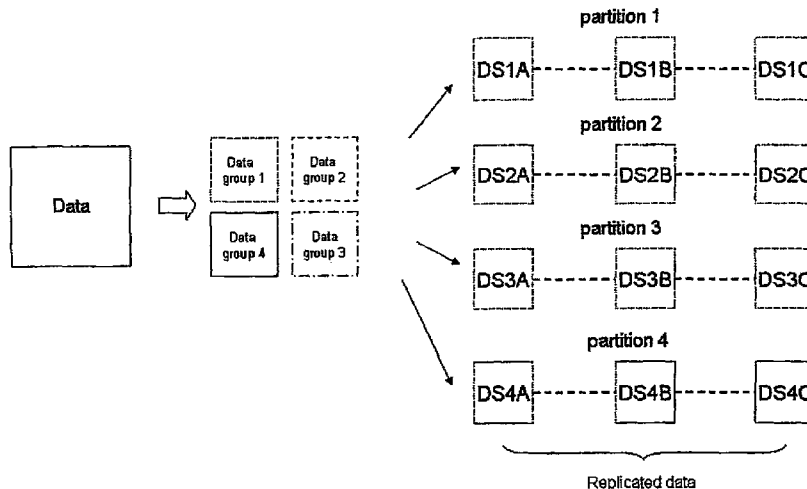 Data
Data
group 1
Data
group 2
Data
group 4
Data
group 3
partition 1
DS1A DS1B DS1C
partition 2
DS2A DS2B DS2C
partition 3
DS3A DS3B DS3C
partition 4
DS4A DS4B DS4C
Replicated data